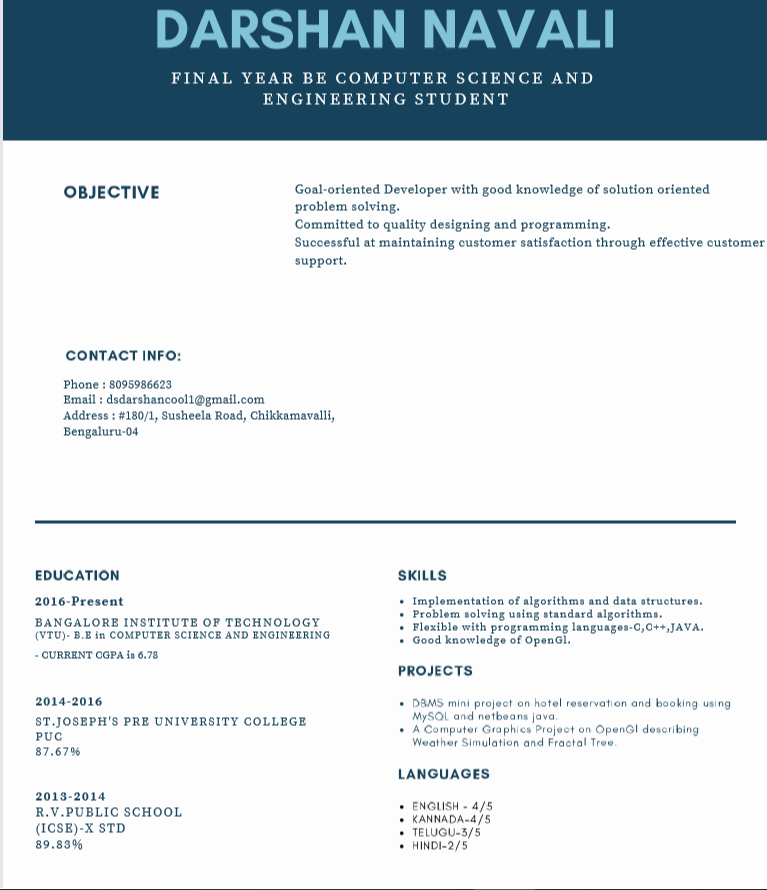 DARSHAN NAVALI
FINAL YEAR BE COMPUTER SCIENCE AND
ENGINEERING STUDENT
OBJECTIVE
Goal-oriented Developer with good knowledge of solution oriented
problem solving.
Committed to quality designing and programming.
Successful at maintaining customer satisfaction through effective customer
support.
CONTACT INFO:
Phone : 8095986623
Email : dsdarshancool1@gmail.com
Address : #180/1, Susheela Road, Chikkamavalli,
Bengaluru-04
EDUCATION
2016-Present
BANGALORE INSTITUTE OF TECHNOLOGY
(VTU)- B.E in COMPUTER SCIENCE AND ENGINEERING
- CURRENT CGPA is 6.78
2014-2016
ST.JOSEPH'S PRE UNIVERSITY COLLEGE
PUC
87.67%
2013-2014
R.V.PUBLIC SCHOOL
(ICSE)-X STD
89.83%
SKILLS
• Implementation of algorithms and data structures.
• Problem solving using standard algorithms.
• Flexible with programming languages-C,C++,JAVA.
• Good knowledge of OpenGl.
PROJECTS
• DBMS mini project on hotel reservation and booking using
MySQL and netbeans java.
• A Computer Graphics Project on OpenGl describing
Weather Simulation and Fractal Tree.
LANGUAGES
• ENGLISH - 4/5
• KANNADA-4/5
• TELUGU-3/5
• HINDI-2/5